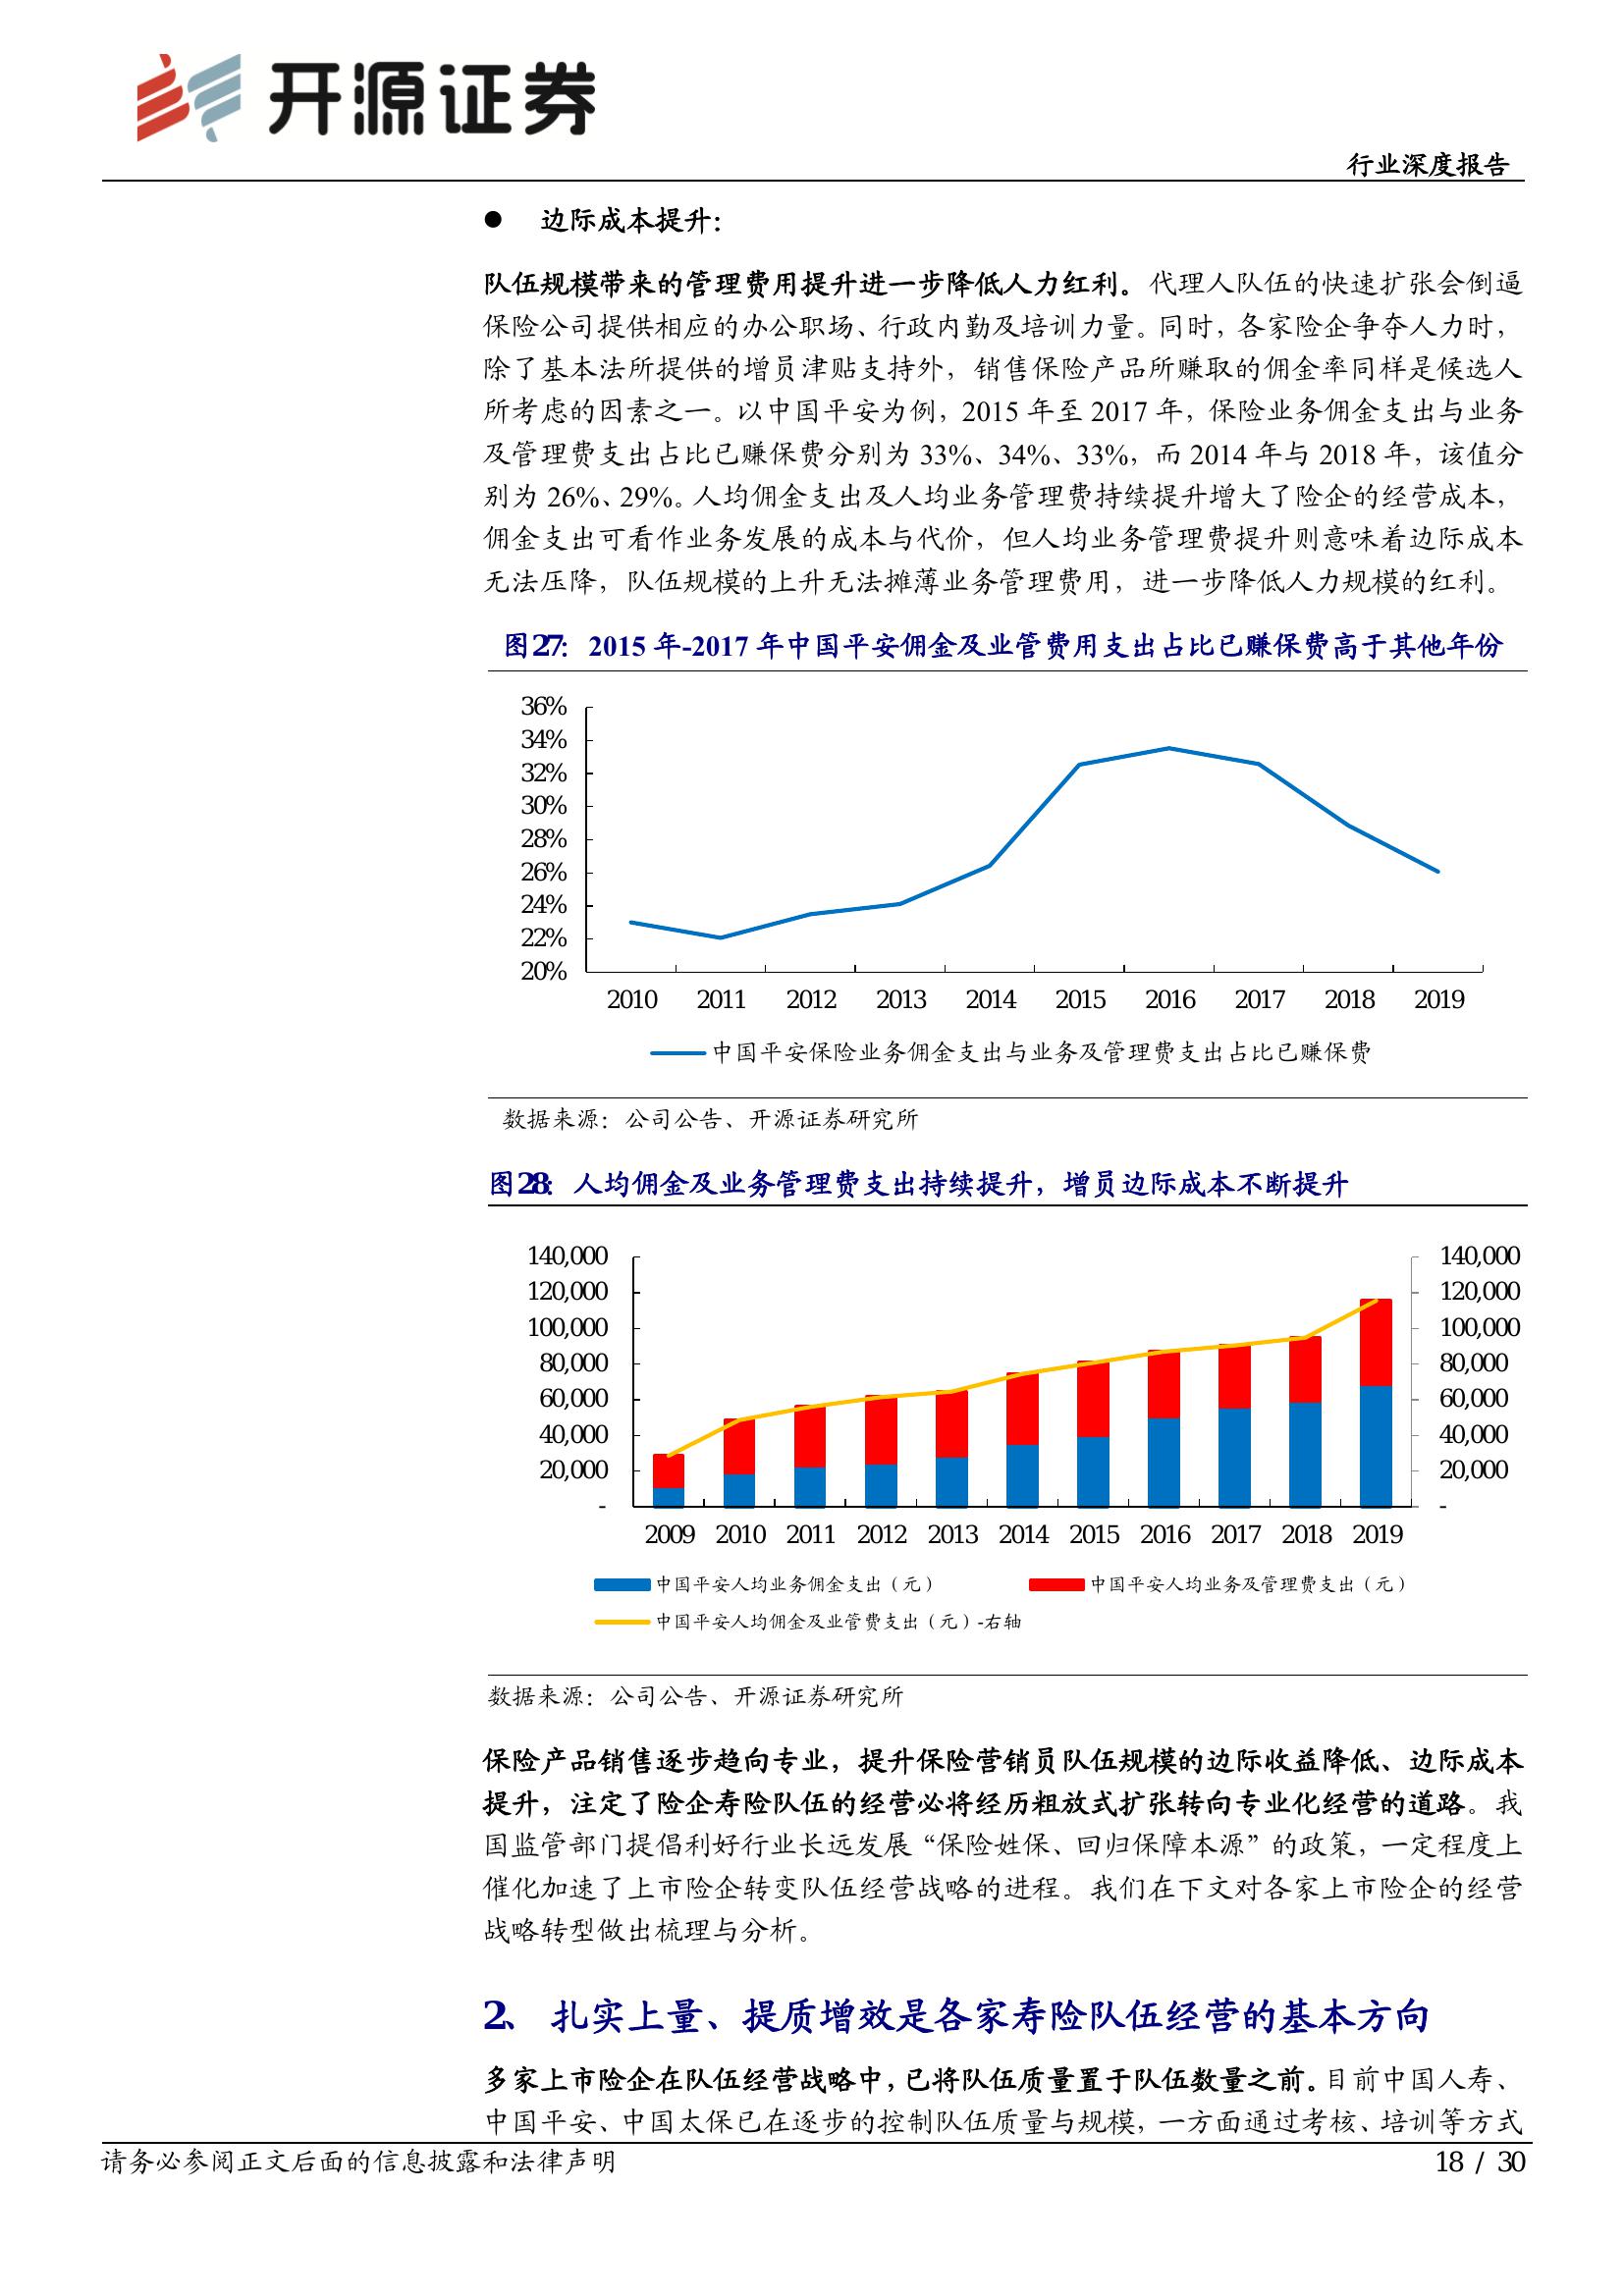 开源证券
行业深度报告
● 边际成本提升：
队伍规模带来的管理费用提升进一步降低人力红利。代理人队伍的快速扩张会倒逼
保险公司提供相应的办公职场、行政内勤及培训力量。同时，各家险企争夺人力时，
除了基本法所提供的增员津贴支持外，销售保险产品所赚取的佣金率同样是候选人
所考虑的因素之一。以中国平安为例，2015 年至 2017 年，保险业务佣金支出与业务
及管理费支出占比已赚保费分别为 33%、34%、33%，而 2014 年与 2018 年，该值分
别为 26%、29%。人均佣金支出及人均业务管理费持续提升增大了险企的经营成本，
佣金支出可看作业务发展的成本与代价，但人均业务管理费提升则意味着边际成本
无法压降，队伍规模的上升无法摊薄业务管理费用，进一步降低人力规模的红利。
图27：2015 年-2017 年中国平安佣金及业管费用支出占比已赚保费高于其他年份
36%
34%
32%
30%
28%
26%
24%
22%
20%
2010 2011 2012 2013 2014 2015 2016 2017 2018 2019
中国平安保险业务佣金支出与业务及管理费支出占比已赚保费
数据来源：公司公告、开源证券研究所
图28：人均佣金及业务管理费支出持续提升，增员边际成本不断提升
140,000 140,000
120,000 120,000
100,000 100,000
80,000 80,000
60,000 60,000
40,000 40,000
20,000 20,000
- -
2009 2010 2011 2012 2013 2014 2015 2016 2017 2018 2019
中国平安人均业务佣金支出（元） 中国平安人均业务及管理费支出（元）
中国平安人均佣金及业管费支出（元）-右轴
数据来源：公司公告、开源证券研究所
保险产品销售逐步趋向专业，提升保险营销员队伍规模的边际收益降低、边际成本
提升，注定了险企寿险队伍的经营必将经历粗放式扩张转向专业化经营的道路。我
国监管部门提倡利好行业长远发展“保险姓保、回归保障本源”的政策，一定程度上
催化加速了上市险企转变队伍经营战略的进程。我们在下文对各家上市险企的经营
战略转型做出梳理与分析。
2、 扎实上量、提质增效是各家寿险队伍经营的基本方向
多家上市险企在队伍经营战略中，已将队伍质量置于队伍数量之前。目前中国人寿、
中国平安、中国太保已在逐步的控制队伍质量与规模，一方面通过考核、培训等方式
请务必参阅正文后面的信息披露和法律声明
18 / 30